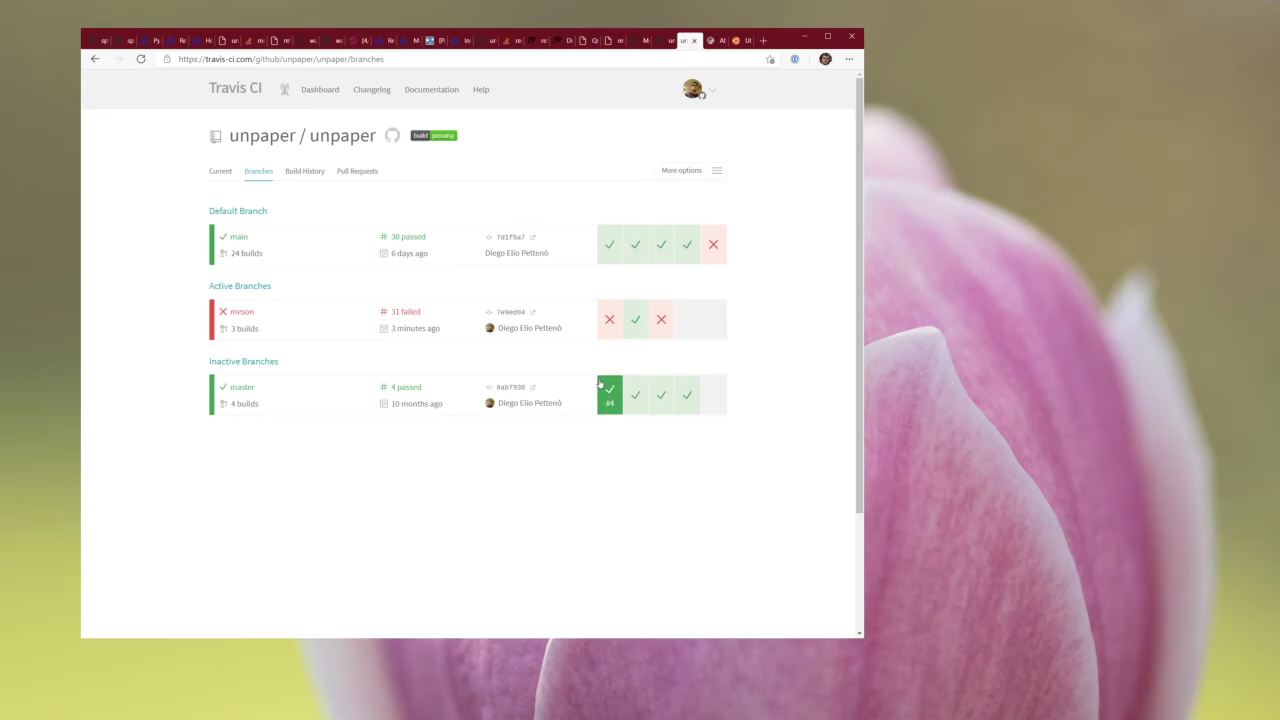 https://travis-ci.com/github/unpaper/unpaper/branches
Travis CI Dashboard Changelog Documentation Help
unpaper / unpaper build passing
Current Branches Build History Pull Requests More options
Default Branch
main # 30 passed 7d1f5a7
24 builds 6 days ago Diego Elio Pettenò
Active Branches
meson # 31 failed 7e9ed84
3 builds 3 minutes ago Diego Elio Pettenò
Inactive Branches
master # 4 passed 8ab7930
4 builds 10 months ago Diego Elio Pettenò
#4